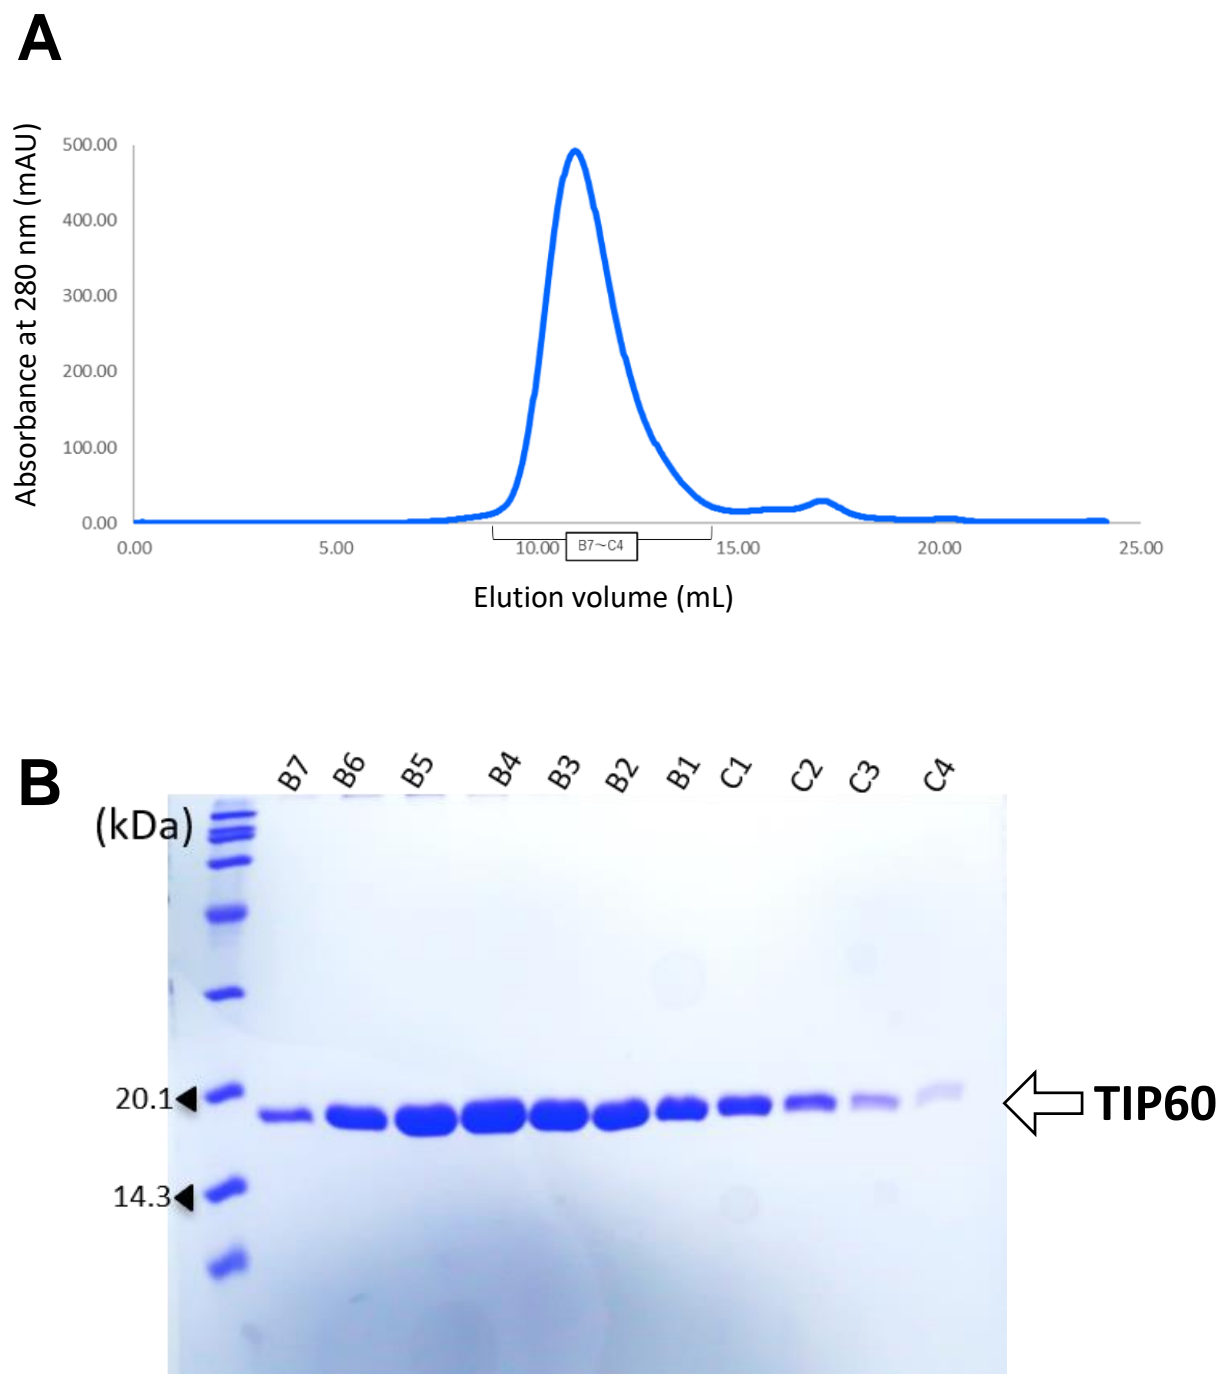 A
Absorbance at 280 nm (mAU)
500.00
400.00
300.00
200.00
100.00
0.00
0.00 5.00 10.00 15.00 20.00 25.00
B7～C4
Elution volume (mL)
B
B7 B6 B5 B4 B3 B2 B1 C1 C2 C3 C4
(kDa)
20.1
TIP60
14.3